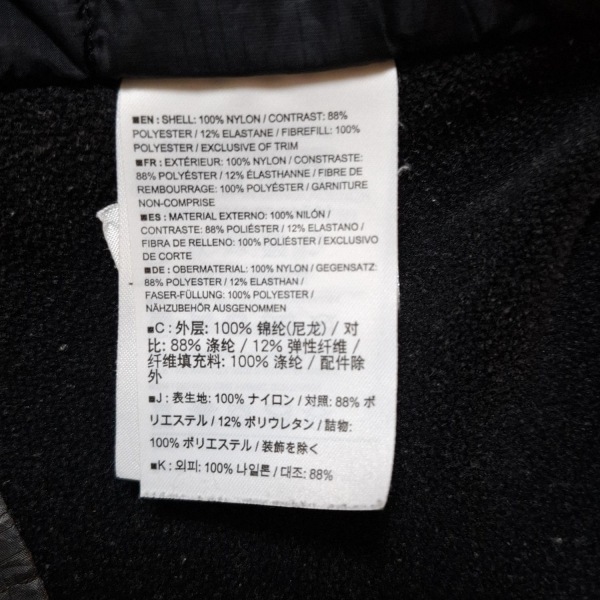 ■EN : SHELL: 100% NYLON / CONTRAST: 88%
POLYESTER / 12% ELASTANE / FIBREFILL: 100%
POLYESTER / EXCLUSIVE OF TRIM
■FR : EXTÉRIEUR: 100% NYLON / CONSTRASTE:
88% POLYESTER / 12% ÉLASTHANNE / FIBRE DE
REMBOURRAGE: 100% POLYESTER / GARNITURE
NON-COMPRISE
■ES : MATERIAL EXTERNO: 100% NILÓN /
CONTRASTE: 88% POLIÉSTER / 12% ELASTANO /
FIBRA DE RELLENO: 100% POLIÉSTER / EXCLUSIVO
DE CORTE
■DE : OBERMATERIAL: 100% NYLON / GEGENSATZ:
88% POLYESTER / 12% ELASTHAN /
FASER-FÜLLUNG: 100% POLYESTER /
NÄHZUBEHÖR AUSGENOMMEN
■C : 外层: 100% 锦纶(尼龙) / 对
比: 88% 涤纶 / 12% 弹性纤维 /
纤维填充料: 100% 涤纶 / 配件除
外
■J : 表生地: 100% ナイロン / 対照: 88% ポ
リエステル / 12% ポリウレタン / 詰物:
100% ポリエステル / 装飾を除く
■K : 외피: 100% 나일론 / 대조: 88%